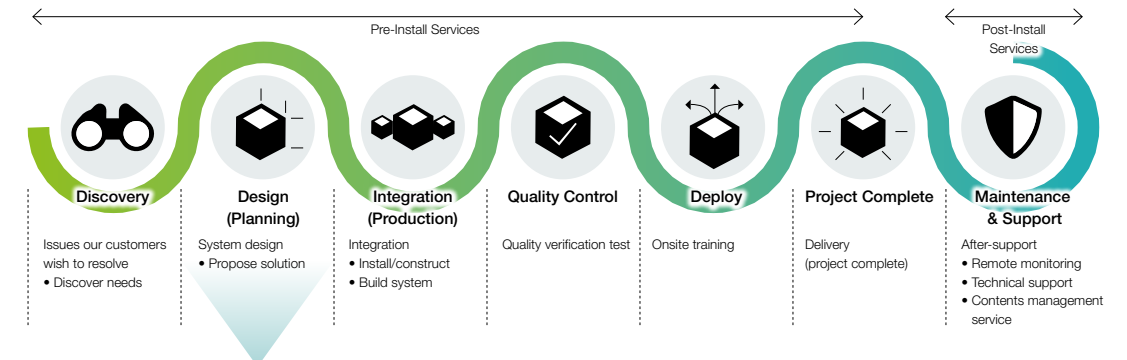 Pre-Install Services
Post-Install
Services
Discovery
Issues our customers
wish to resolve
• Discover needs
Design
(Planning)
System design
• Propose solution
Integration
(Production)
Integration
• Install/construct
• Build system
Quality Control
Quality verification test
Deploy
Onsite training
Project Complete
Delivery
(project complete)
Maintenance
& Support
After-support
• Remote monitoring
• Technical support
• Contents management
service